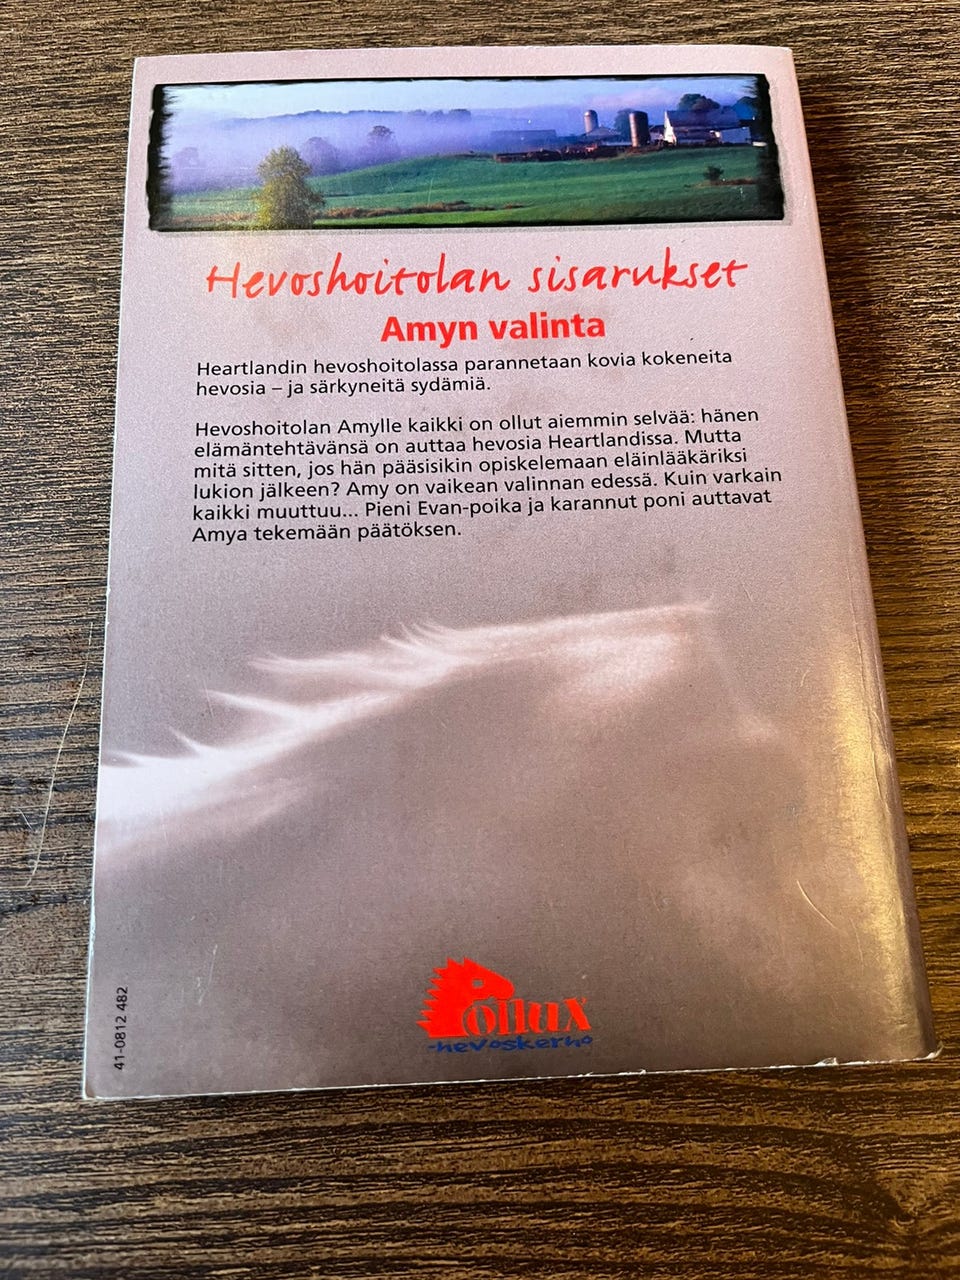 Hevoshoitolan sisarukset
Amyn valinta
Heartlandin hevoshoitolassa parannetaan kovia kokeneita
hevosia – ja särkyneitä sydämiä.
Hevoshoitolan Amylle kaikki on ollut aiemmin selvää: hänen
elämäntehtävänsä on auttaa hevosia Heartlandissa. Mutta
mitä sitten, jos hän pääsisikin opiskelemaan eläinlääkäriksi
lukion jälkeen? Amy on vaikean valinnan edessä. Kuin varkain
kaikki muuttuu... Pieni Evan-poika ja karannut poni auttavat
Amya tekemään päätöksen.
Pollux
-hevoskerho
41-0812 482